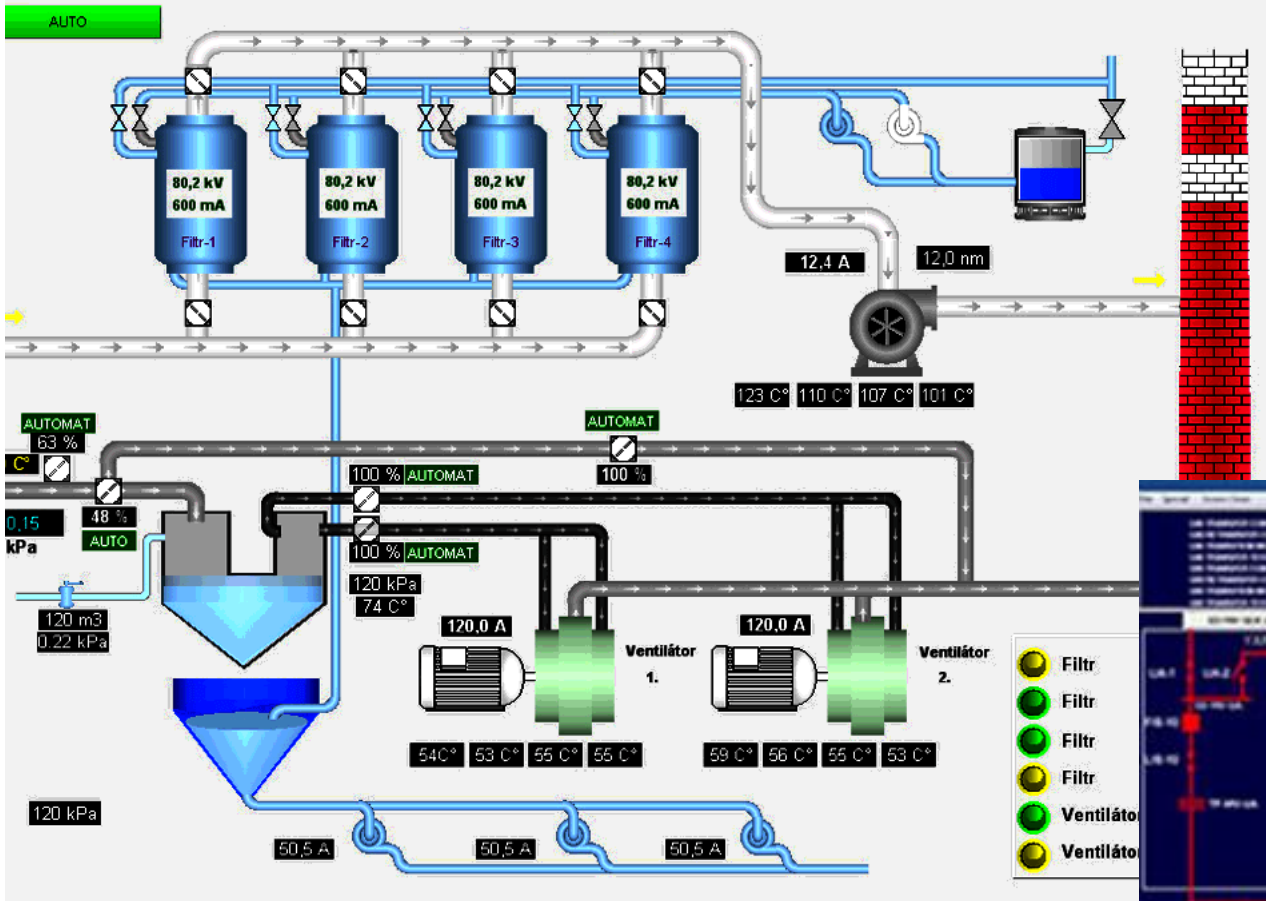 AUTO
80,2 kV
600 mA
Filtr-1
80,2 kV
600 mA
Filtr-2
80,2 kV
600 mA
Filtr-3
80,2 kV
600 mA
Filtr-4
12,4 A
12,0 nm
123 C°
110 C°
107 C°
101 C°
AUTOMAT
63 %
C°
48 %
AUTO
0,15
kPa
120 m3
0.22 kPa
AUTOMAT
100 %
100 % AUTOMAT
100 % AUTOMAT
120 kPa
74 C°
120,0 A
Ventilátor
1.
54C°
53 C°
55 C°
55 C°
120,0 A
Ventilátor
2.
59 C°
56 C°
55 C°
53 C°
120 kPa
50,5 A
50,5 A
50,5 A
Filtr
Filtr
Filtr
Filtr